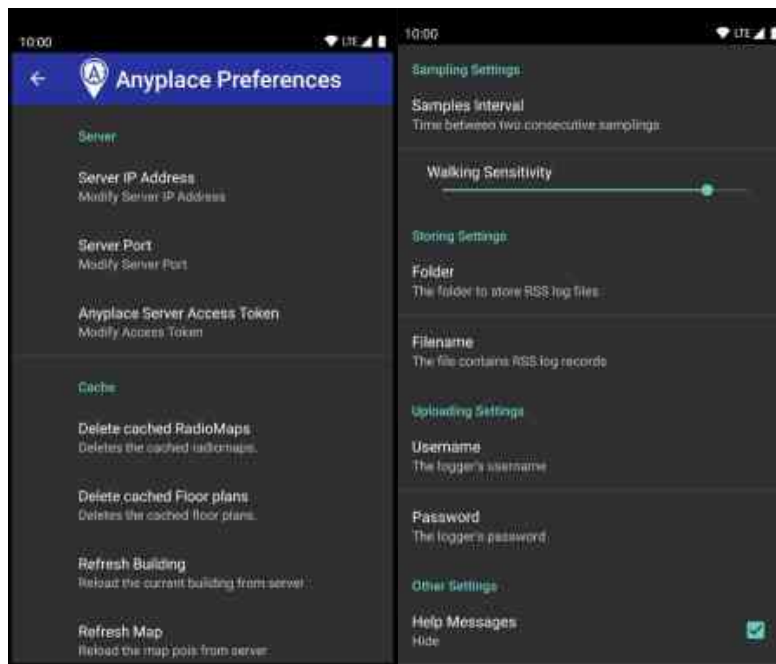 10:00
LTE
A
Anyplace Preferences
Server
Server IP Address
Modify Server IP Address
Server Port
Modify Server Port
Anyplace Server Access Token
Modify Access Token
Cache
Delete cached RadioMaps
Deletes the cached radiomaps.
Delete cached Floor plans
Deletes the cached floor plans.
Refresh Building
Reload the current building from server
Refresh Map
Reload the map pois from server
10:00
LTE
Sampling Settings
Samples Interval
Time between two consecutive samplings
Walking Sensitivity
Storing Settings
Folder
The folder to store RSS log files
Filename
The file contains RSS log records
Uploading Settings
Username
The logger's username
Password
The logger's password
Other Settings
Help Messages
Hide